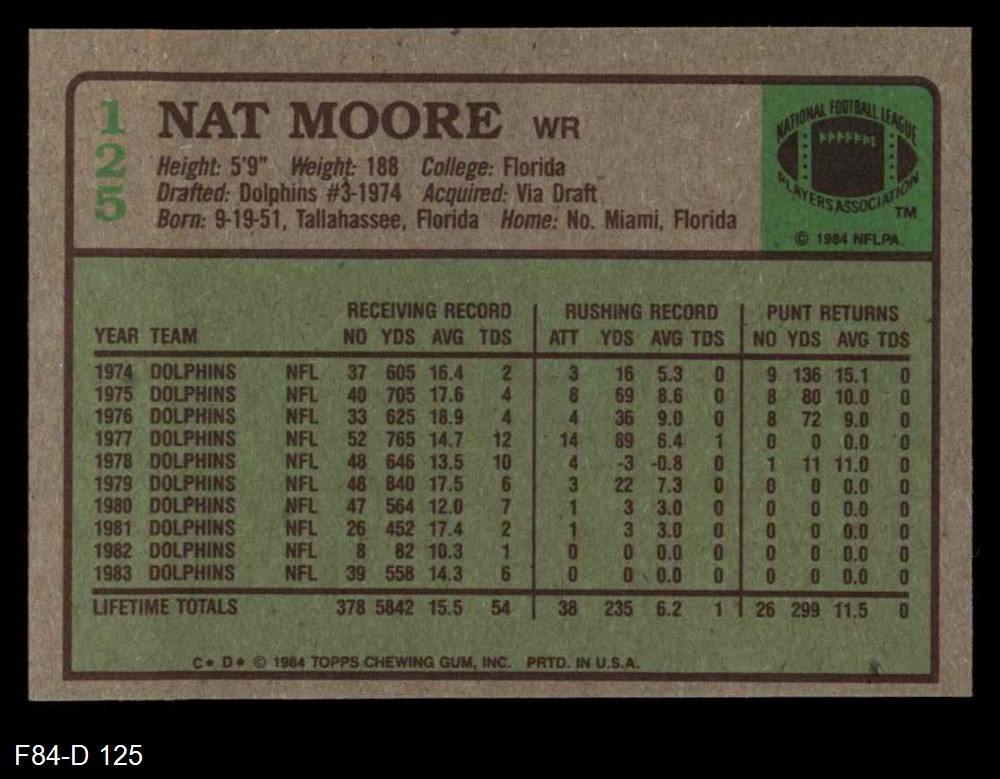 125
NAT MOORE WR
Height: 5'9" Weight: 188 College: Florida
Drafted: Dolphins #3-1974 Acquired: Via Draft
Born: 9-19-51, Tallahassee, Florida Home: No. Miami, Florida
NATIONAL FOOTBALL LEAGUE
PLAYERS ASSOCIATION
TM
© 1984 NFLPA
RECEIVING RECORD RUSHING RECORD PUNT RETURNS
YEAR TEAM NO YDS AVG TDS ATT YDS AVG TDS NO YDS AVG TDS
1974 DOLPHINS NFL 37 605 16.4 2 3 16 5.3 0 9 136 15.1 0
1975 DOLPHINS NFL 40 705 17.6 4 8 69 8.6 0 8 80 10.0 0
1976 DOLPHINS NFL 33 625 18.9 4 4 36 9.0 0 8 72 9.0 0
1977 DOLPHINS NFL 52 765 14.7 12 14 89 6.4 1 0 0 0.0 0
1978 DOLPHINS NFL 48 646 13.5 10 4 -3 -0.8 0 1 11 11.0 0
1979 DOLPHINS NFL 48 840 17.5 6 3 22 7.3 0 0 0 0.0 0
1980 DOLPHINS NFL 47 564 12.0 7 1 3 3.0 0 0 0 0.0 0
1981 DOLPHINS NFL 26 452 17.4 2 1 3 3.0 0 0 0 0.0 0
1982 DOLPHINS NFL 8 82 10.3 1 0 0 0.0 0 0 0 0.0 0
1983 DOLPHINS NFL 39 558 14.3 6 0 0 0.0 0 0 0 0.0 0
LIFETIME TOTALS 378 5842 15.5 54 38 235 6.2 1 26 299 11.5 0
C* D* © 1984 TOPPS CHEWING GUM, INC. PRTD. IN U.S.A.
F84-D 125